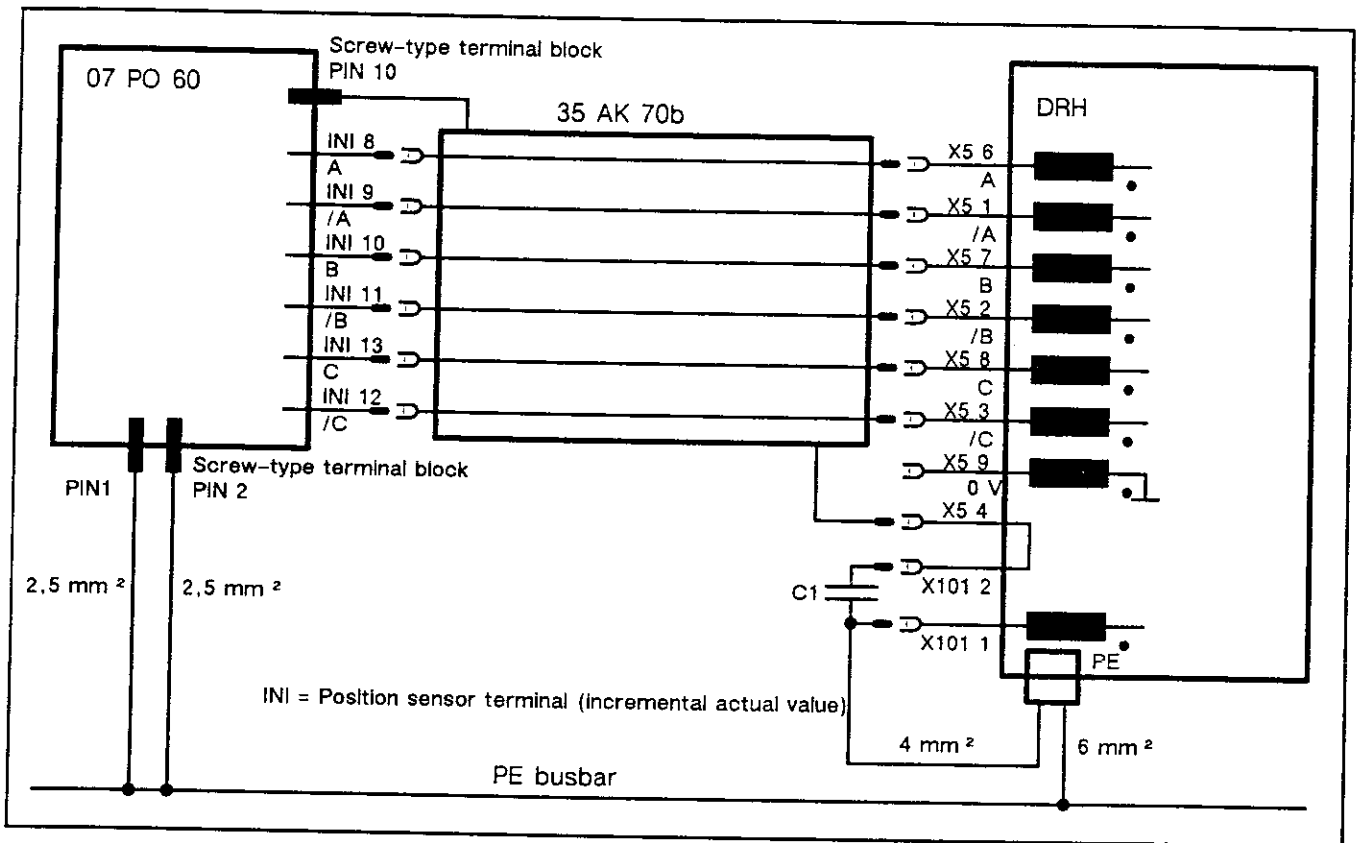 Screw-type terminal block
PIN 10
07 PO 60
35 AK 70b
DRH
INI 8
A
INI 9
/A
INI 10
B
INI 11
/B
INI 13
C
INI 12
/C
X5 6
A
X5 1
/A
X5 7
B
X5 2
/B
X5 8
C
X5 3
/C
X5 9
0 V
X5 4
X101 2
C1
X101 1
PE
PIN1
Screw-type terminal block
PIN 2
2,5 mm ²
2,5 mm ²
INI = Position sensor terminal (incremental actual value)
4 mm ²
6 mm ²
PE busbar